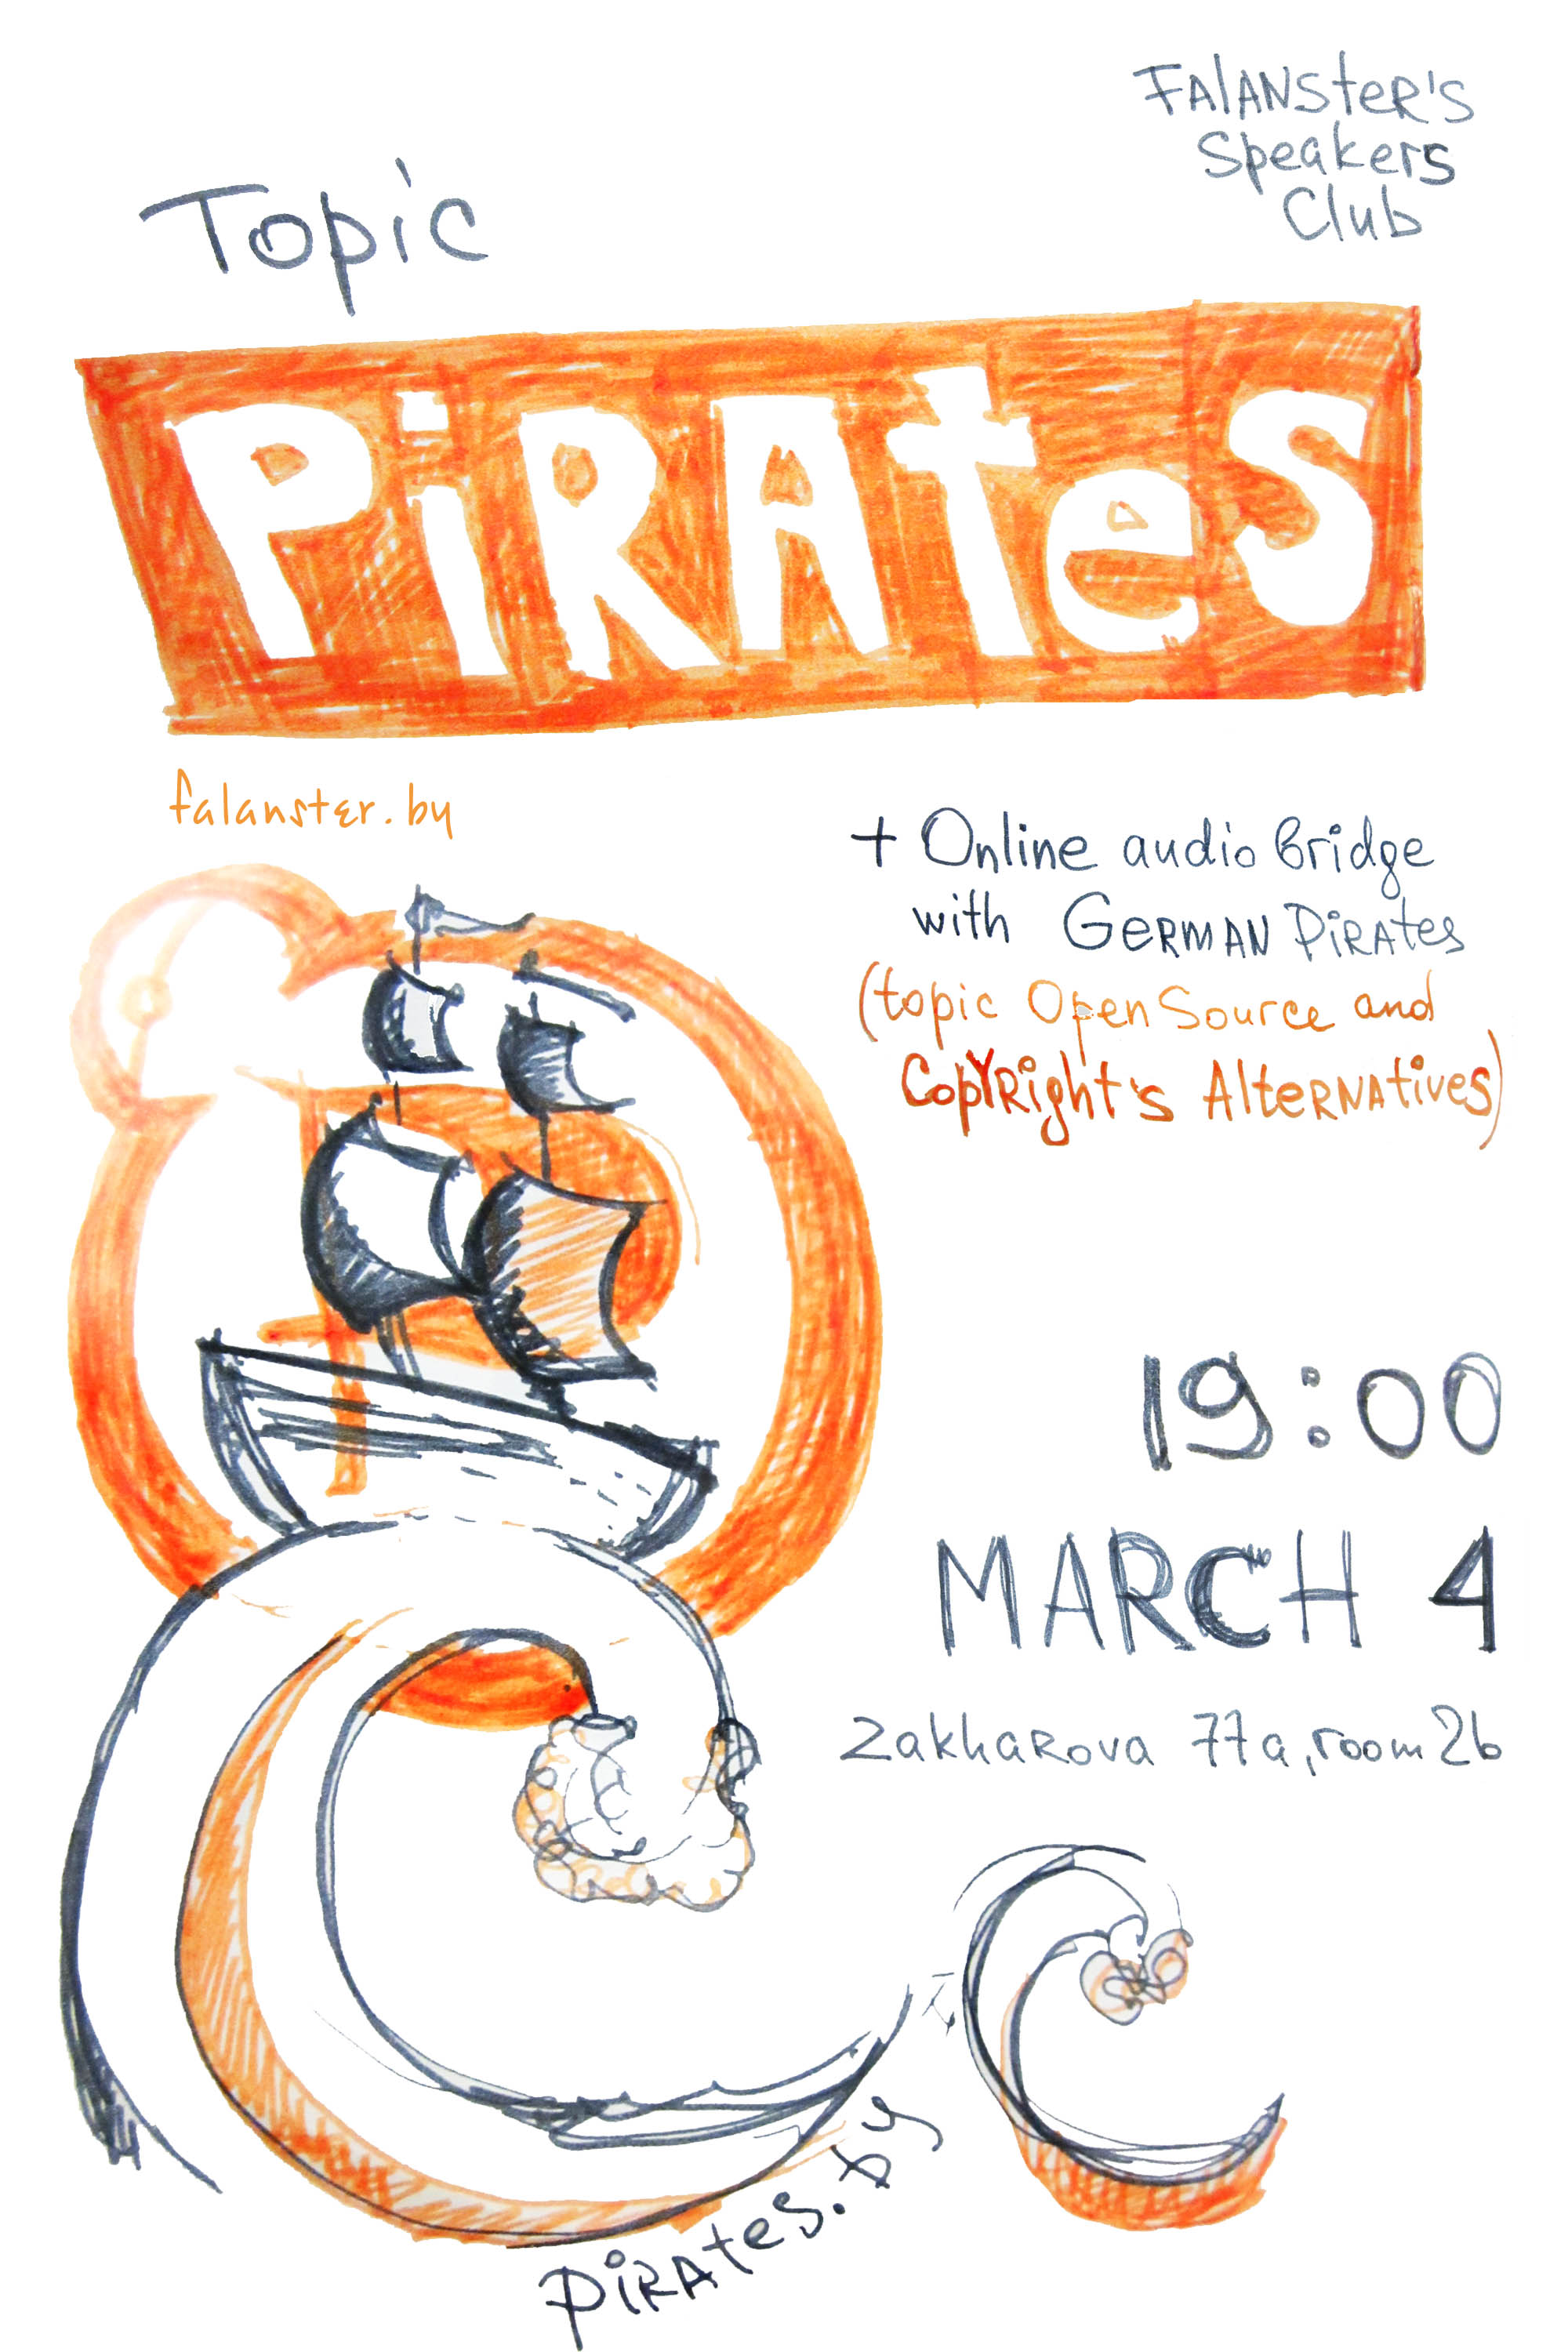 FAlANSteR's
Speakers
Club
Topic
PiRAteS
falanster.by
+ Online audio bridge
with GeRMAN PiRAtes
(topic Open Source and
CopYRight's AlteRNAtives)
19:00
MARCH 4
ZakhaRova 77a, room 2b
PiRAteS.by